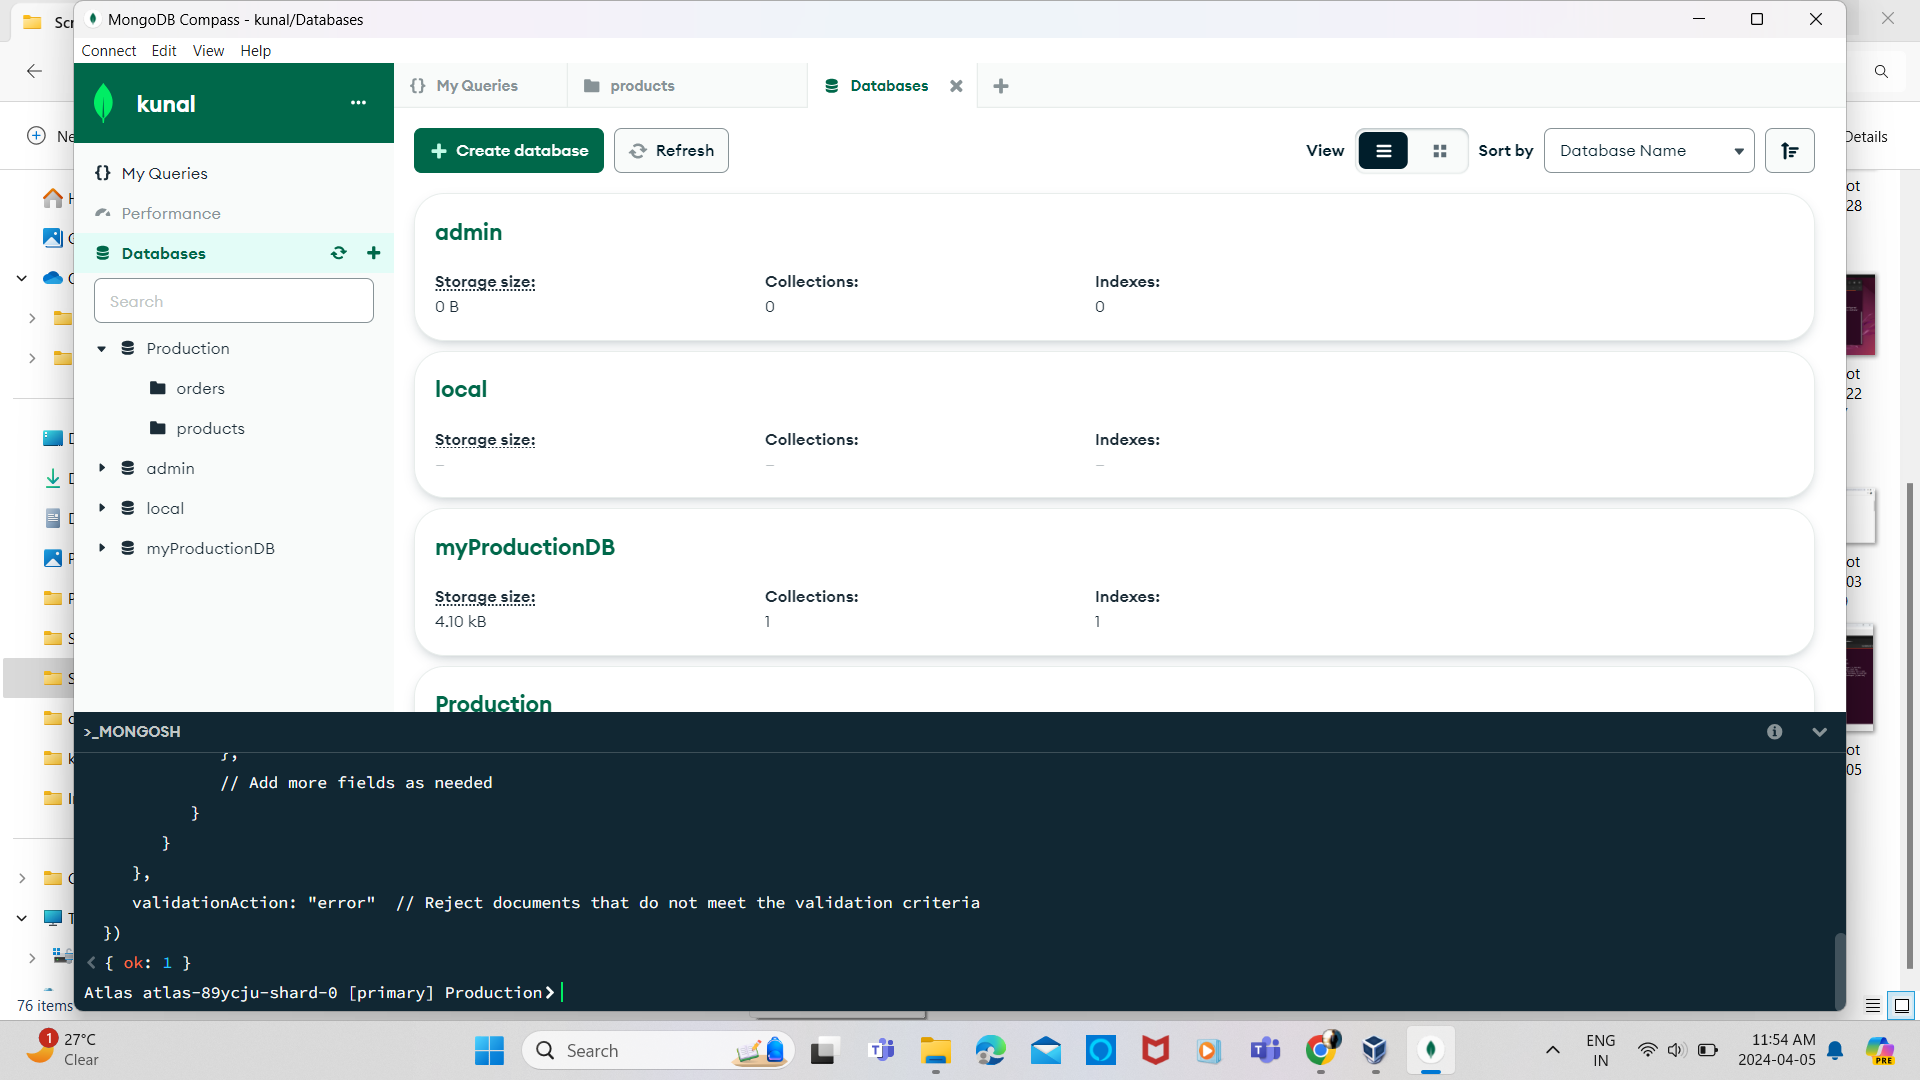 MongoDB Compass - kunal/Databases
Connect Edit View Help
kunal
{} My Queries
products
Databases
My Queries
Performance
Databases
Search
Production
orders
products
admin
local
myProductionDB
Create database
Refresh
View
Sort by
Database Name
Details
admin
Storage size:
Collections:
Indexes:
0 B
0
0
local
Storage size:
Collections:
Indexes:
–
–
–
myProductionDB
Storage size:
Collections:
Indexes:
4.10 kB
1
1
Production
>_MONGOSH
},
// Add more fields as needed
}
}
},
validationAction: "error"  // Reject documents that do not meet the validation criteria
})
< { ok: 1 }
Atlas atlas-89ycju-shard-0 [primary] Production>
76 items
1
27°C
Clear
Search
ENG
IN
11:54 AM
2024-04-05
PRE